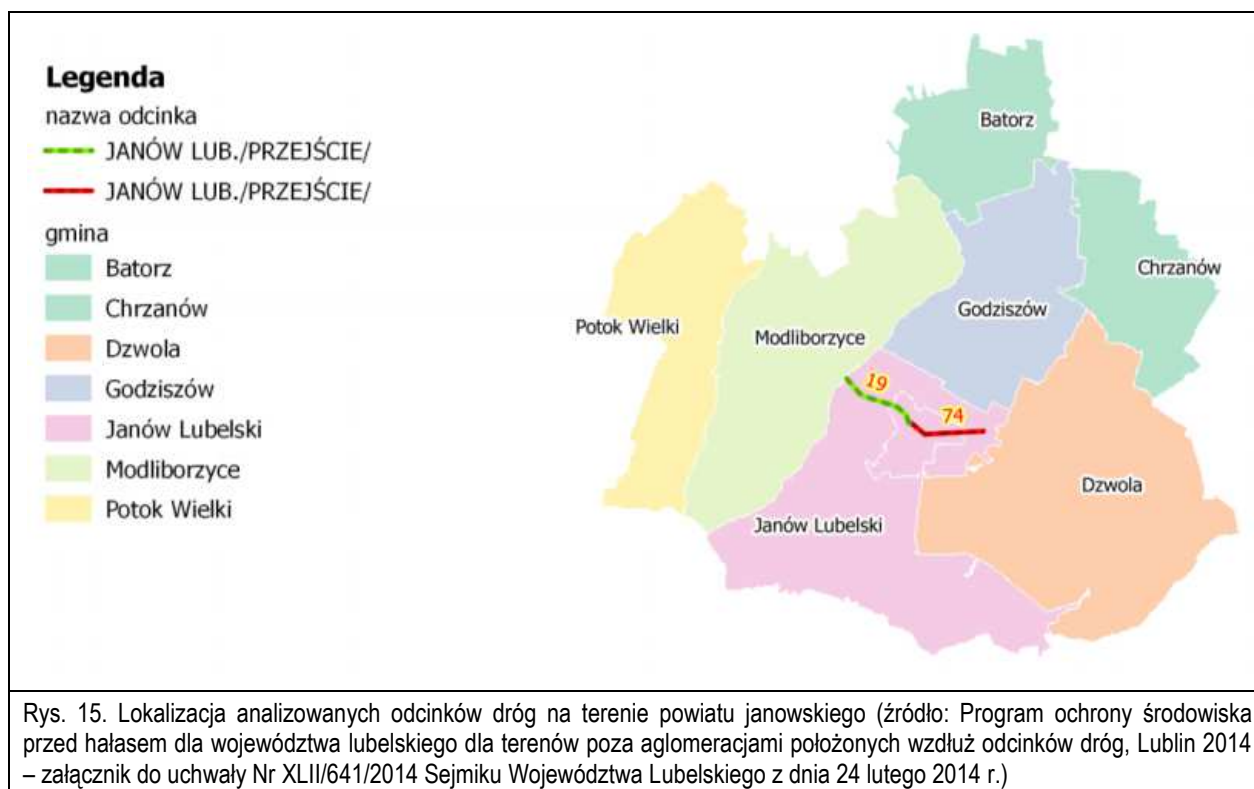 Legenda
nazwa odcinka
JANÓW LUB./PRZEJŚCIE/
JANÓW LUB./PRZEJŚCIE/
gmina
Batorz
Chrzanów
Dzwola
Godziszów
Janów Lubelski
Modliborzyce
Potok Wielki
Batorz
Chrzanów
Godziszów
Potok Wielki
Modliborzyce
19
74
Dzwola
Janów Lubelski
Rys. 15. Lokalizacja analizowanych odcinków dróg na terenie powiatu janowskiego (źródło: Program ochrony środowiska
przed hałasem dla województwa lubelskiego dla terenów poza aglomeracjami położonych wzdłuż odcinków dróg, Lublin 2014
– załącznik do uchwały Nr XLII/641/2014 Sejmiku Województwa Lubelskiego z dnia 24 lutego 2014 r.)